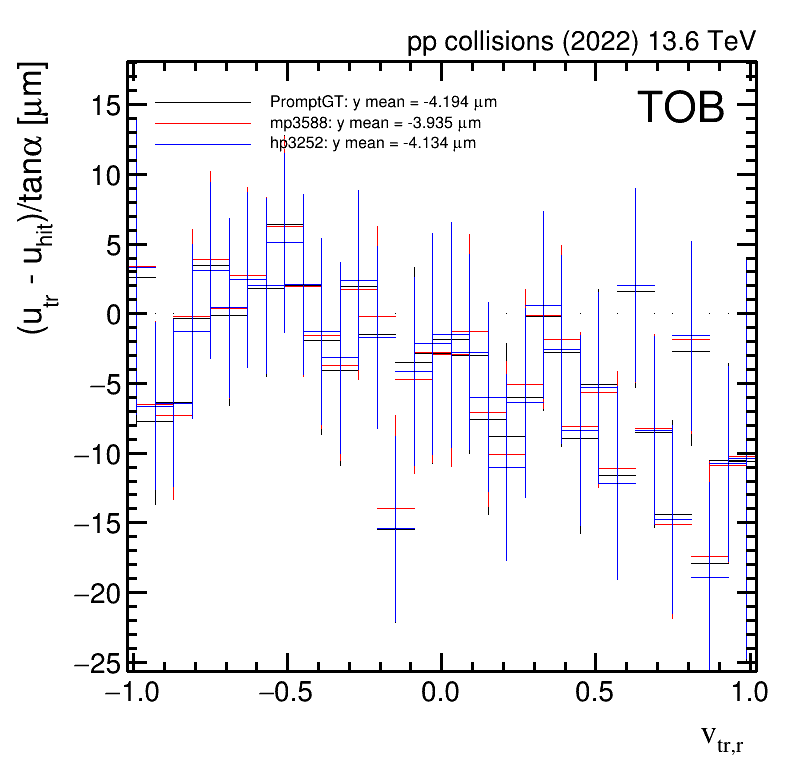 pp collisions (2022) 13.6 TeV
(u_tr - u_hit)/tanα [μm]
TOB
PromptGT: y mean = -4.194 μm
mp3588: y mean = -3.935 μm
hp3252: y mean = -4.134 μm
15
10
5
0
−5
−10
−15
−20
−25
−1.0 −0.5 0.0 0.5 1.0
v_tr,r